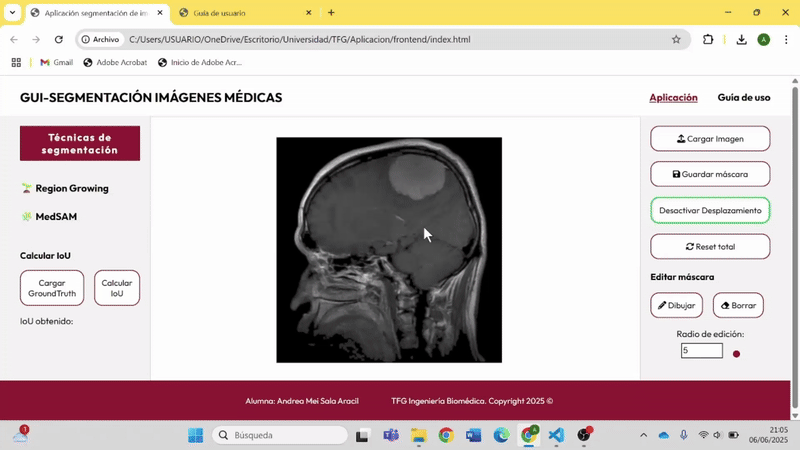 Aplicación segmentación de im
Guía de usuario
Archivo
C:/Users/USUARIO/OneDrive/Escritorio/Universidad/TFG/Aplicacion/frontend/index.html
A
Gmail
Adobe Acrobat
Inicio de Adobe Acr...
GUI-SEGMENTACIÓN IMÁGENES MÉDICAS
Aplicación
Guía de uso
Técnicas de
segmentación
Region Growing
MedSAM
Calcular IoU
Cargar
GroundTruth
Calcular
IoU
IoU obtenido:
Cargar Imagen
Guardar máscara
Desactivar Desplazamiento
Reset total
Editar máscara
Dibujar
Borrar
Radio de edición:
5
Alumna: Andrea Mei Sala Aracil
TFG Ingeniería Biomédica. Copyright 2025 ©
1
Búsqueda
21:05
06/06/2025